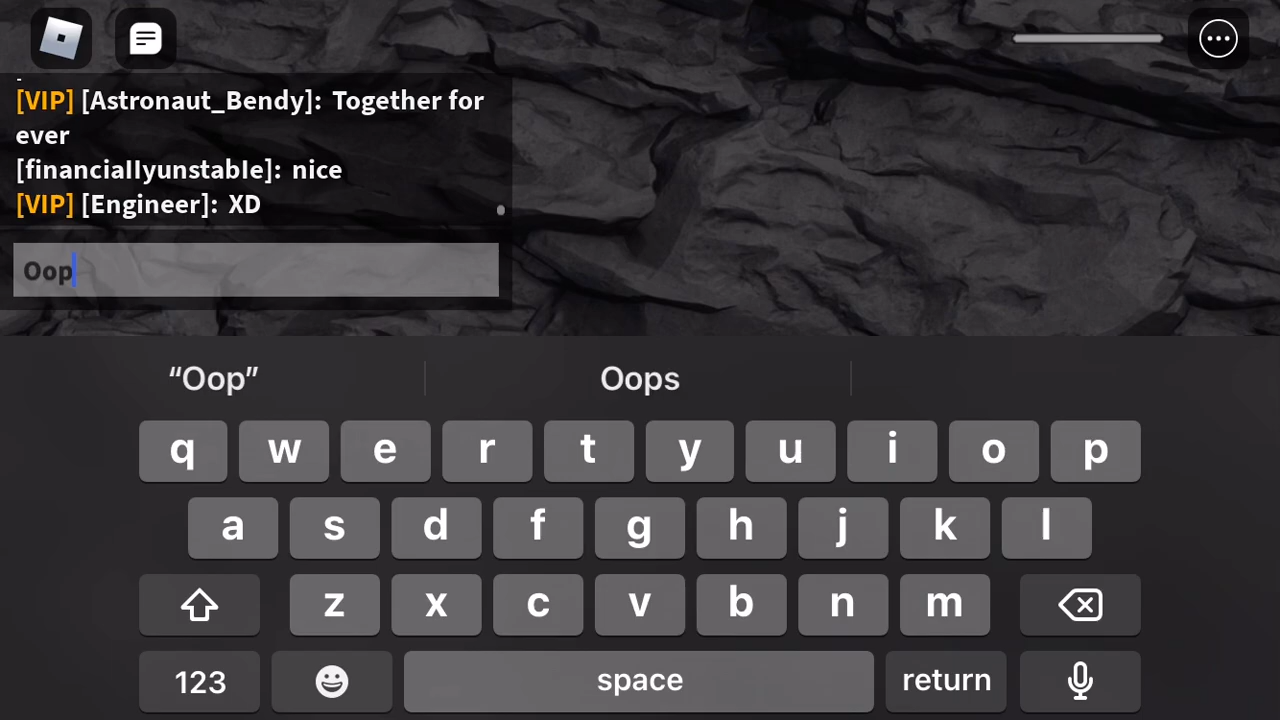 [VIP] [Astronaut_Bendy]: Together for
ever
[financiallyunstable]: nice
[VIP] [Engineer]: XD
Oop
“Oop” Oops
q w e r t y u i o p
a s d f g h j k l
z x c v b n m
123 space return